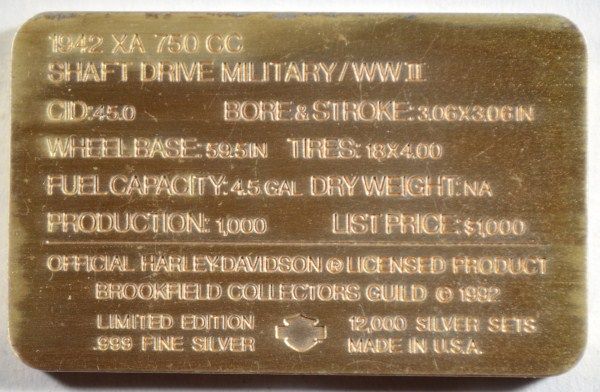 1942 XA 750 CC
SHAFT DRIVE MILITARY/WW II
CID: 45.0 BORE & STROKE: 3.06X3.06 IN
WHEEL BASE: 59.5 IN TIRES: 18X4.00
FUEL CAPACITY: 4.5 GAL DRY WEIGHT: NA
PRODUCTION: 1,000 LIST PRICE: $1,000
OFFICIAL HARLEY-DAVIDSON ® LICENSED PRODUCT
BROOKFIELD COLLECTORS GUILD © 1992
LIMITED EDITION 12,000 SILVER SETS
.999 FINE SILVER MADE IN U.S.A.